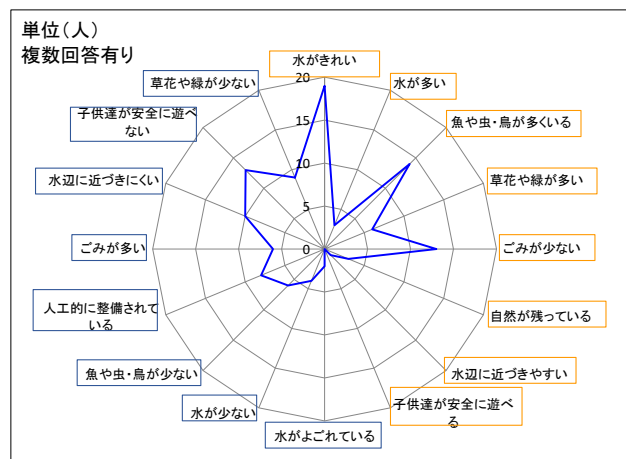 単位（人）
複数回答有り
水がきれい
水が多い
魚や虫・鳥が多くいる
草花や緑が多い
ごみが少ない
自然が残っている
水辺に近づきやすい
子供達が安全に遊べ
る
水がよごれている
水が少ない
魚や虫・鳥が少ない
人工的に整備されて
いる
ごみが多い
水辺に近づきにくい
子供達が安全に遊べ
ない
草花や緑が少ない
20
15
10
5
0